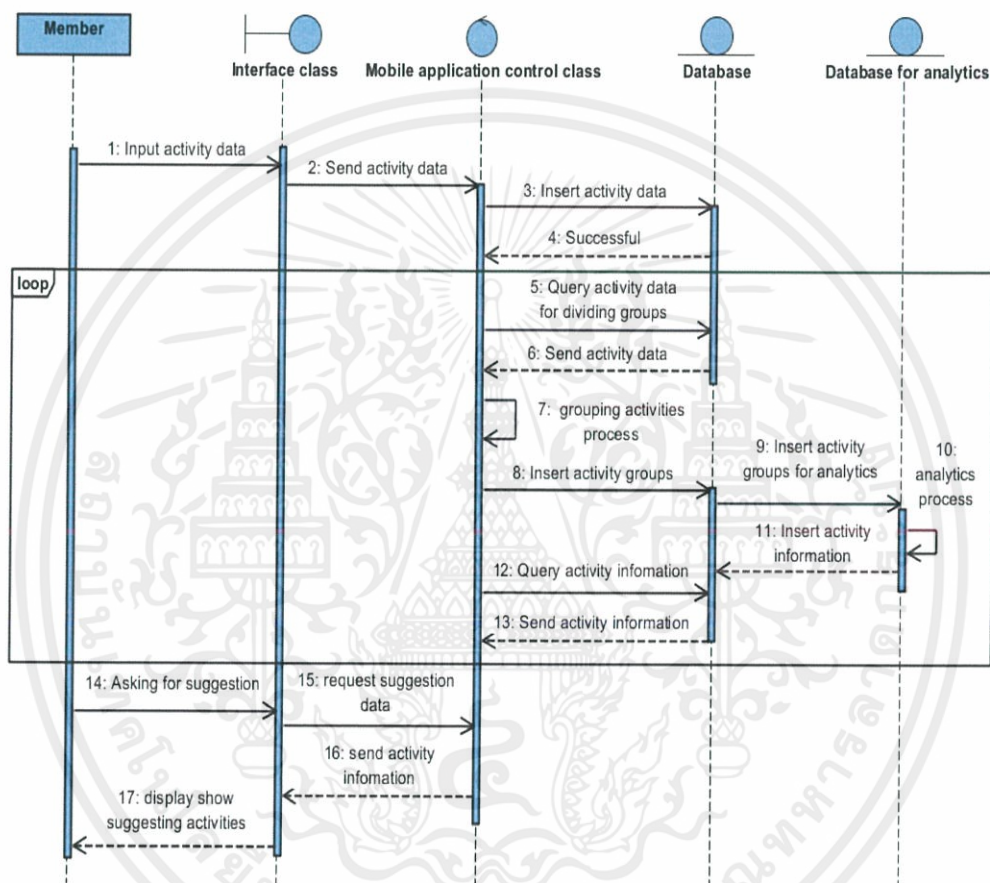 Member
Interface class
Mobile application control class
Database
Database for analytics
1: Input activity data
2: Send activity data
3: Insert activity data
4: Successful
loop
5: Query activity data
for dividing groups
6: Send activity data
7: grouping activities
process
8: Insert activity groups
9: Insert activity
groups for analytics
10:
analytics
process
11: Insert activity
information
12: Query activity infomation
13: Send activity information
14: Asking for suggestion
15: request suggestion
data
16: send activity
infomation
17: display show
suggesting activities